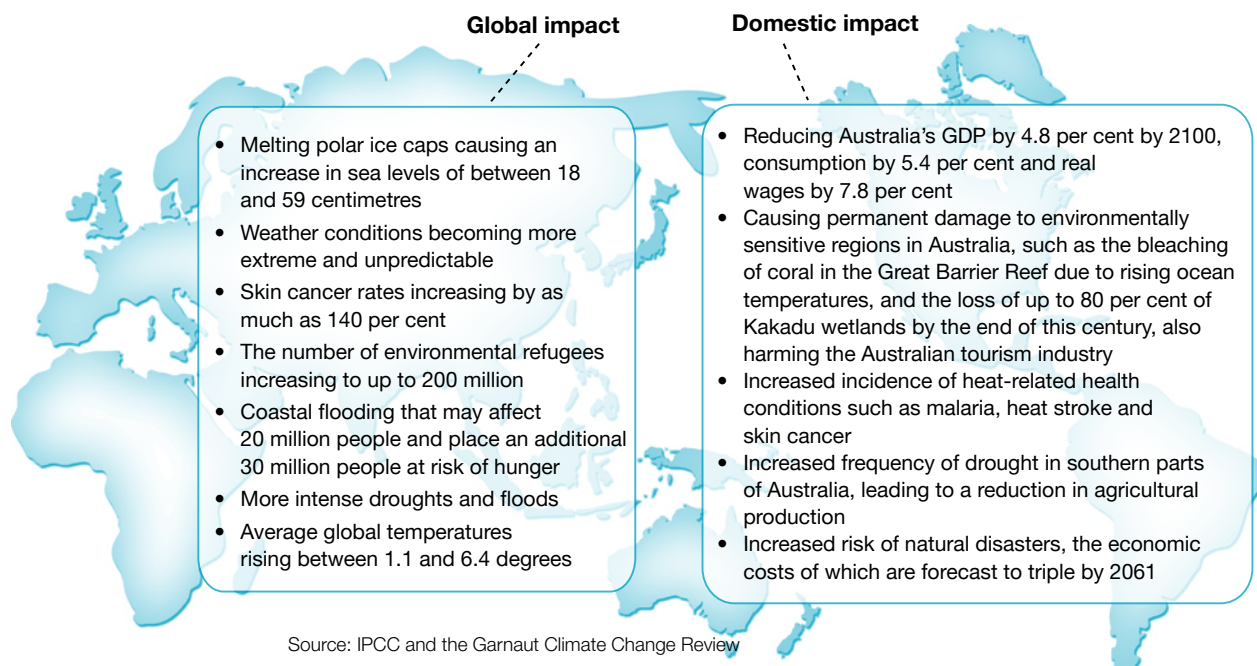 Global impact
Domestic impact
• Melting polar ice caps causing an
increase in sea levels of between 18
and 59 centimetres
• Weather conditions becoming more
extreme and unpredictable
• Skin cancer rates increasing by as
much as 140 per cent
• The number of environmental refugees
increasing to up to 200 million
• Coastal flooding that may affect
20 million people and place an additional
30 million people at risk of hunger
• More intense droughts and floods
• Average global temperatures
rising between 1.1 and 6.4 degrees
• Reducing Australia’s GDP by 4.8 per cent by 2100,
consumption by 5.4 per cent and real
wages by 7.8 per cent
• Causing permanent damage to environmentally
sensitive regions in Australia, such as the bleaching
of coral in the Great Barrier Reef due to rising ocean
temperatures, and the loss of up to 80 per cent of
Kakadu wetlands by the end of this century, also
harming the Australian tourism industry
• Increased incidence of heat-related health
conditions such as malaria, heat stroke and
skin cancer
• Increased frequency of drought in southern parts
of Australia, leading to a reduction in agricultural
production
• Increased risk of natural disasters, the economic
costs of which are forecast to triple by 2061
Source: IPCC and the Garnaut Climate Change Review